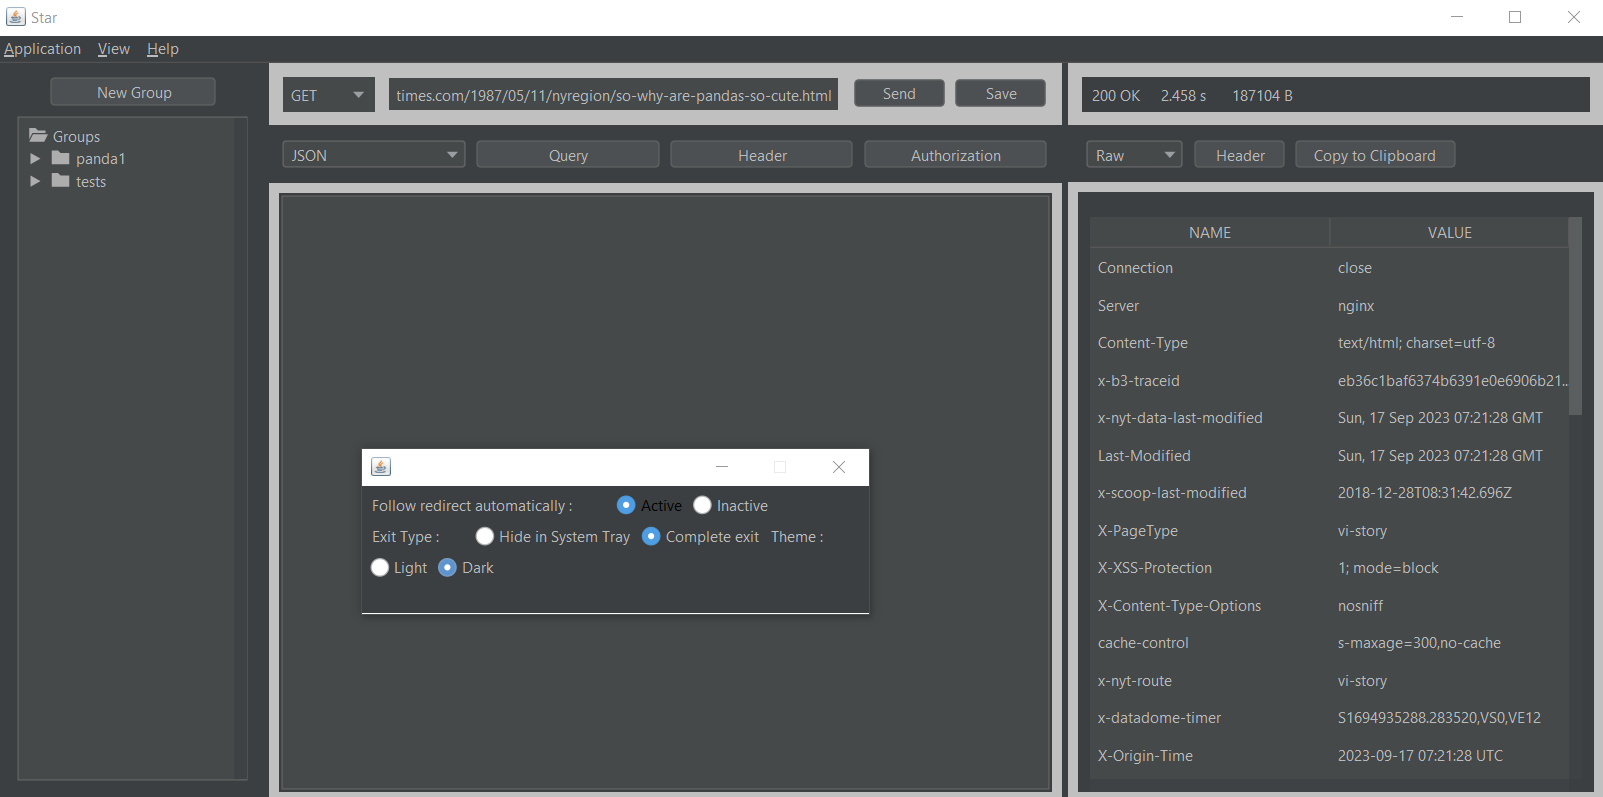 Star
Application View Help
New Group
Groups
panda1
tests
GET times.com/1987/05/11/nyregion/so-why-are-pandas-so-cute.html Send Save
JSON Query Header Authorization
Follow redirect automatically : Active Inactive
Exit Type : Hide in System Tray Complete exit Theme :
Light Dark
200 OK 2.458 s 187104 B
Raw Header Copy to Clipboard
NAME VALUE
Connection close
Server nginx
Content-Type text/html; charset=utf-8
x-b3-traceid eb36c1baf6374b6391e0e6906b21...
x-nyt-data-last-modified Sun, 17 Sep 2023 07:21:28 GMT
Last-Modified Sun, 17 Sep 2023 07:21:28 GMT
x-scoop-last-modified 2018-12-28T08:31:42.696Z
X-PageType vi-story
X-XSS-Protection 1; mode=block
X-Content-Type-Options nosniff
cache-control s-maxage=300,no-cache
x-nyt-route vi-story
x-datadome-timer S1694935288.283520,VS0,VE12
X-Origin-Time 2023-09-17 07:21:28 UTC